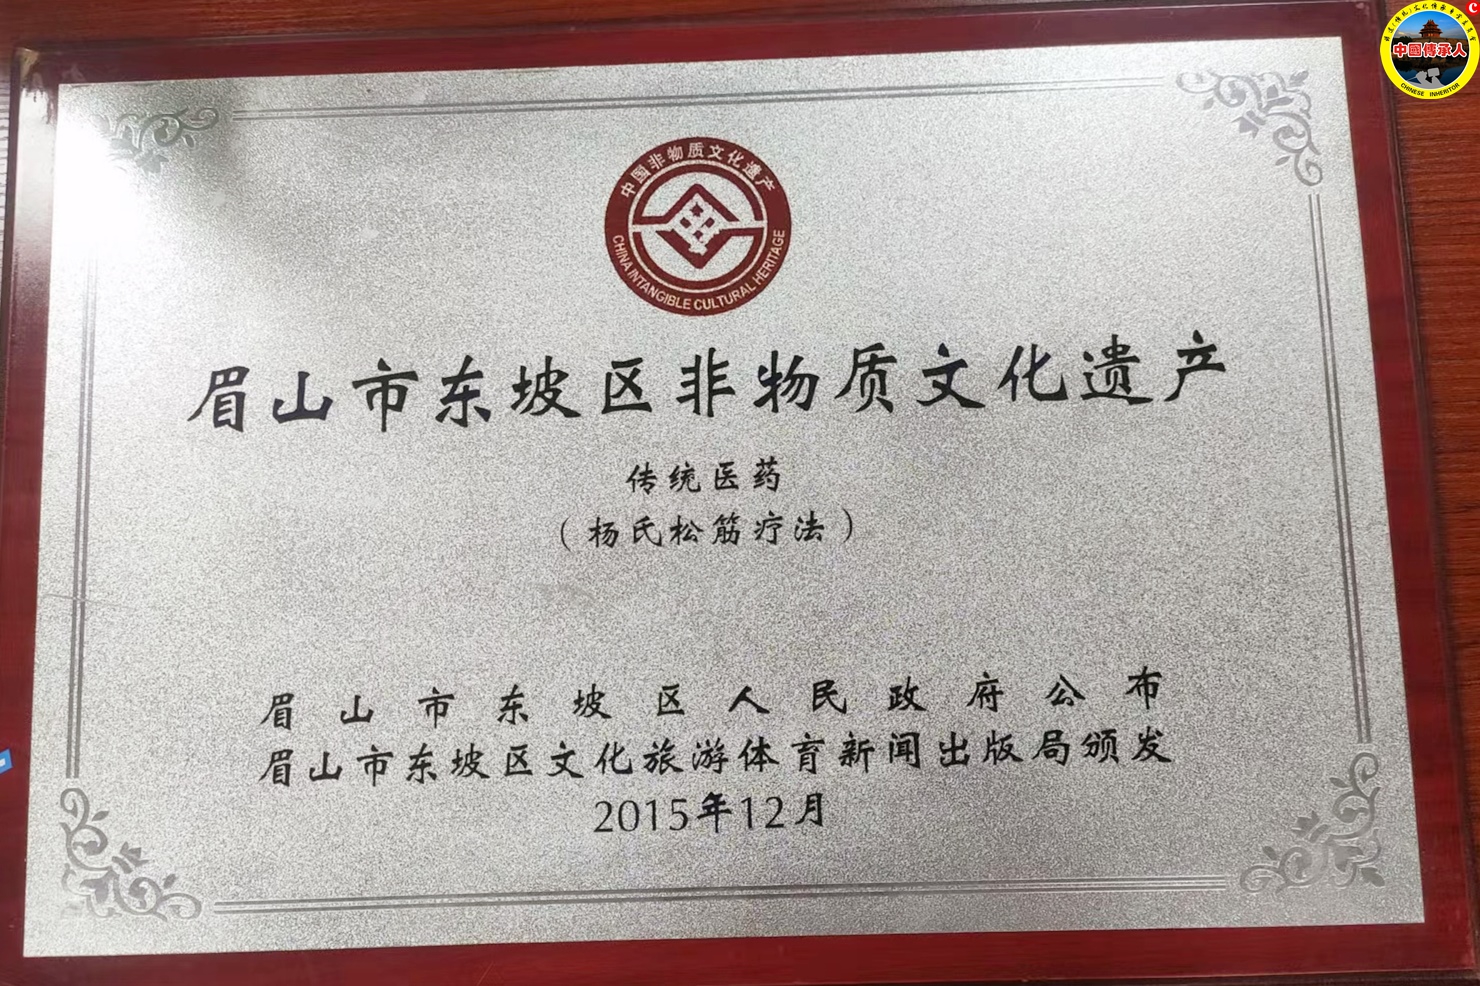 中國傳承人
CHINESE INHERITOR
中国非物质文化遗产
CHINA INTANGIBLE CULTURAL HERITAGE
眉山市东坡区非物质文化遗产
传统医药
（杨氏松筋疗法）
眉山市东坡区人民政府公布
眉山市东坡区文化旅游体育新闻出版局颁发
2015年12月